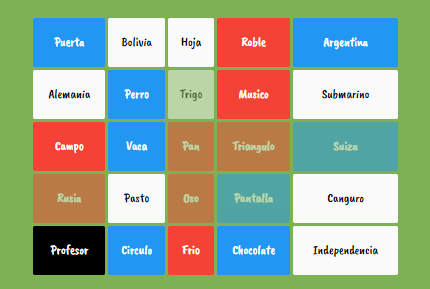 Puerta Bolivia Hoja Roble Argentina
Alemania Perro Trigo Musico Submarino
Campo Vaca Pan Triangulo Suiza
Rusia Pasto Oso Pantalla Canguro
Profesor Circulo Frio Chocolate Independencia